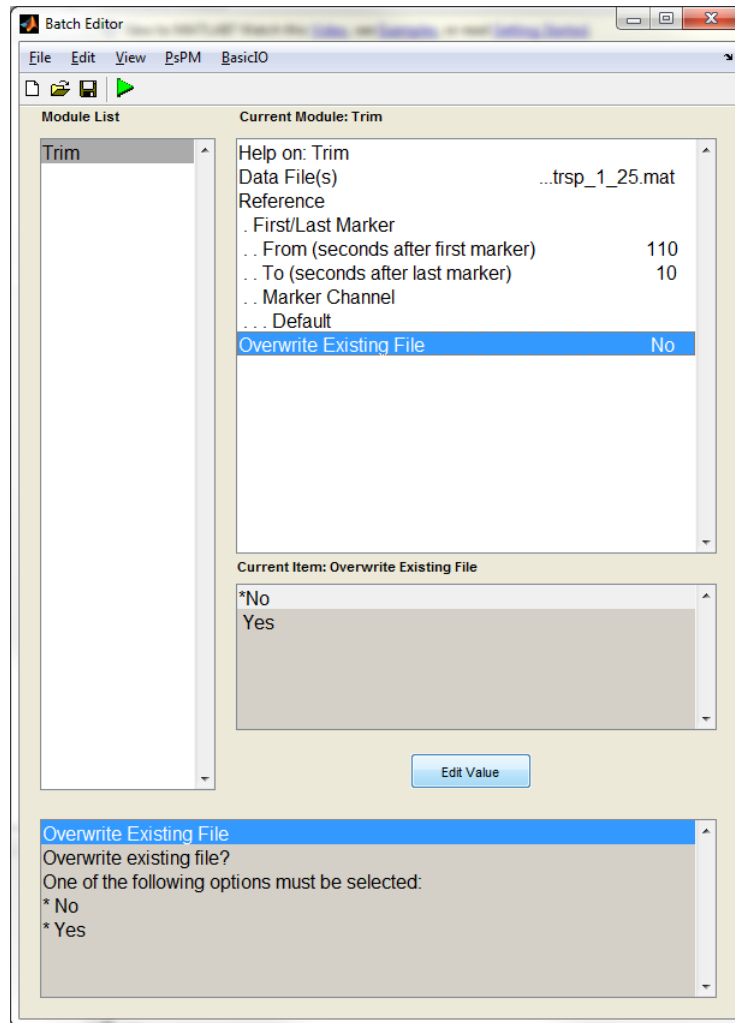 Batch Editor
File Edit View PsPM BasicIO
Module List
Trim
Current Module: Trim
Help on: Trim
Data File(s) ...trsp_1_25.mat
Reference
. First/Last Marker
. . From (seconds after first marker) 110
. . To (seconds after last marker) 10
. . Marker Channel
. . . Default
Overwrite Existing File No
Current Item: Overwrite Existing File
*No
Yes
Edit Value
Overwrite Existing File
Overwrite existing file?
One of the following options must be selected:
* No
* Yes